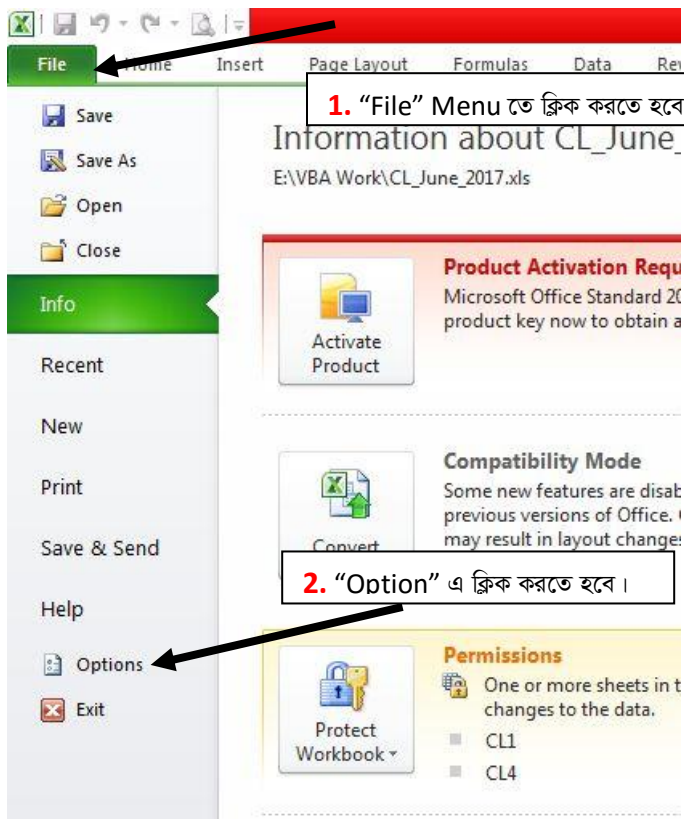 File Home Insert Page Layout Formulas Data Re
1. “File” Menu তে ক্লিক করতে হবে
Save
Information about CL_June_
Save As
E:\VBA Work\CL_June_2017.xls
Open
Close
Product Activation Requ
Info
Microsoft Office Standard 20
product key now to obtain a
Activate
Product
Recent
New
Compatibility Mode
Print
Some new features are disab
previous versions of Office.
may result in layout changes
Save & Send
Convert
2. “Option” এ ক্লিক করতে হবে।
Help
Permissions
Options
One or more sheets in t
changes to the data.
Exit
Protect
Workbook
CL1
CL4